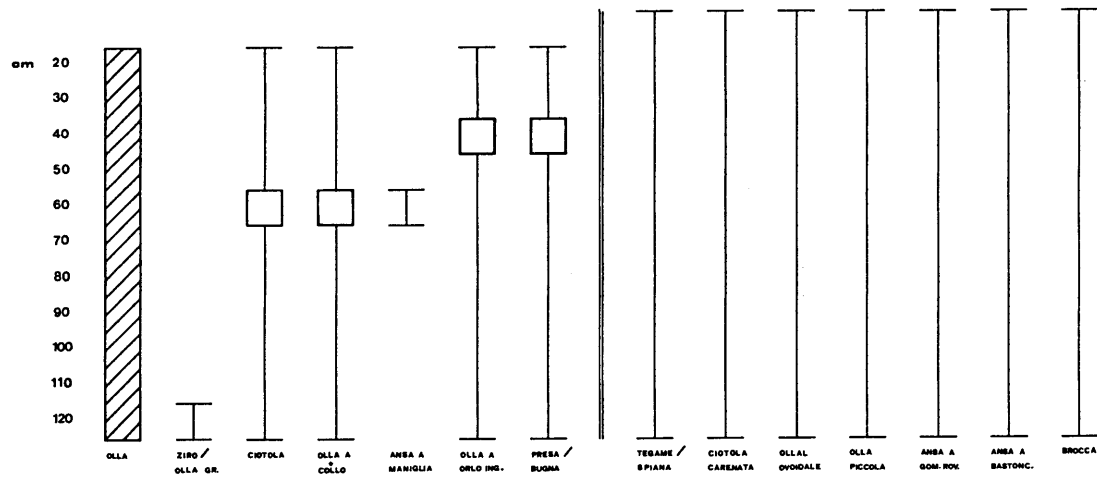 cm 20
30
40
50
60
70
80
90
100
110
120
OLLA
ZIRO /
OLLA GR.
CIOTOLA
OLLA A
COLLO
ANSA A
MANIGLIA
OLLA A
ORLO ING.
PRESA /
BUGNA
TEGAME /
SPIANA
CIOTOLA
CARENATA
OLLAL
OVOIDALE
OLLA
PICCOLA
ANSA A
GOM. ROV.
ANSA A
BASTONC.
BROCCA